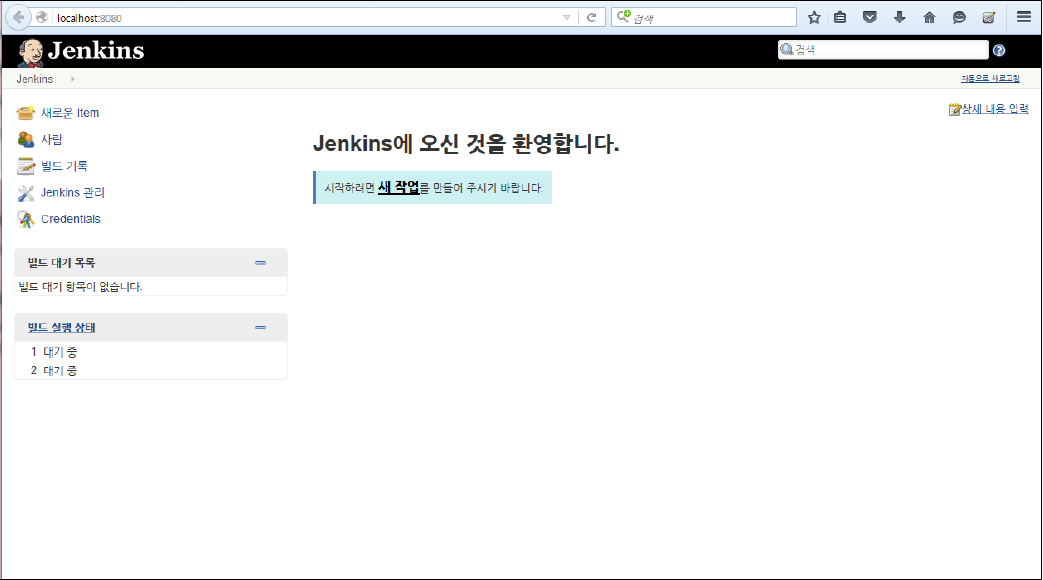 localhost:8080
검색
Jenkins
검색
Jenkins
자동으로 새로고침
상세 내용 입력
새로운 Item
사람
빌드 기록
Jenkins 관리
Credentials
Jenkins에 오신 것을 환영합니다.
시작하려면 새 작업를 만들어 주시기 바랍니다.
빌드 대기 목록
빌드 대기 항목이 없습니다.
빌드 실행 상태
1 대기 중
2 대기 중